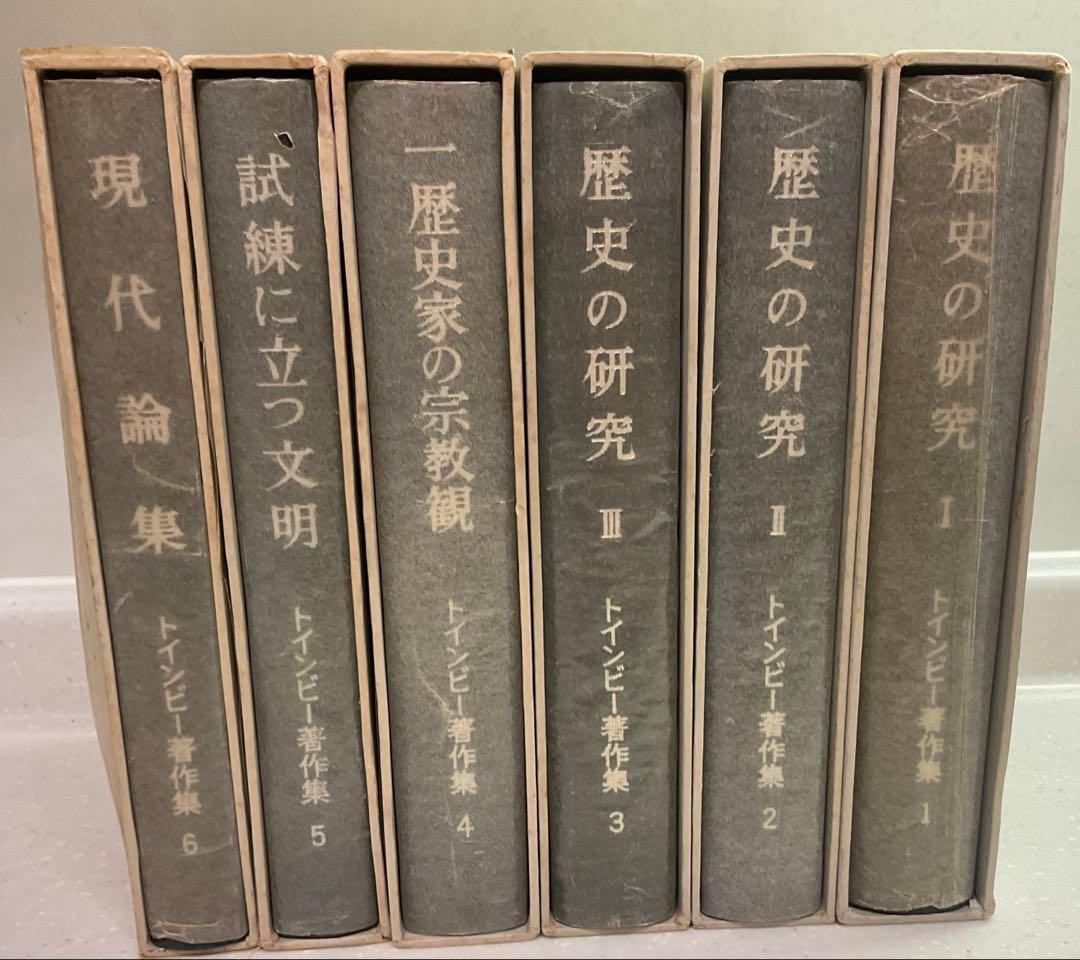 歴史の研究 I
トインビー著作集 1
歴史の研究 II
トインビー著作集 2
歴史の研究 III
トインビー著作集 3
一歴史家の宗教観
トインビー著作集 4
試練に立つ文明
トインビー著作集 5
現代論集
トインビー著作集 6